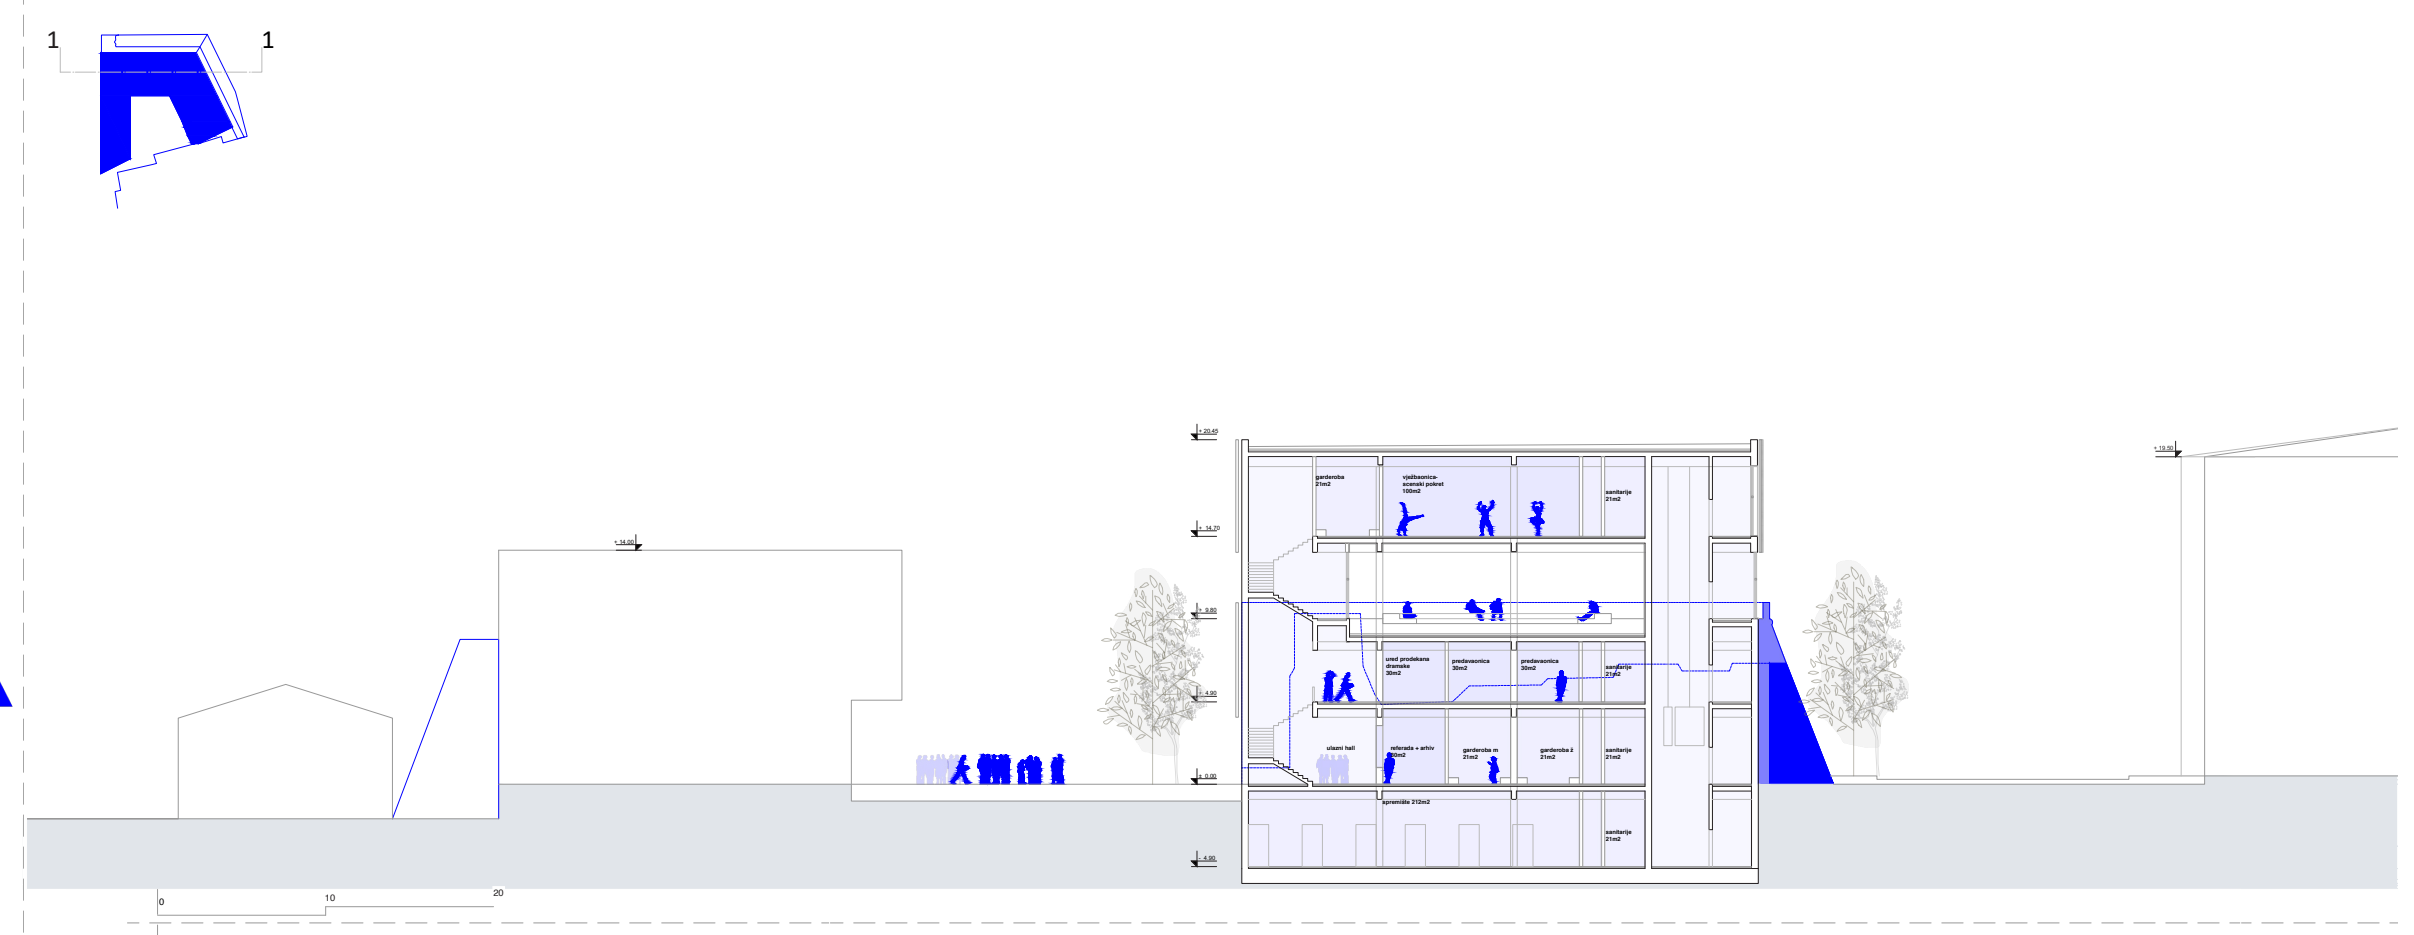 1
1
+ 20.45
+ 19.50
garderoba
21m2
vježbaonica-
scenski pokret
100m2
sanitarije
21m2
+ 14.70
+ 14.00
+ 9.80
ured prodekana
dramske
30m2
predavaonica
30m2
predavaonica
30m2
sanitarije
21m2
+ 4.90
ulazni hall
referada + arhiv
garderoba m
21m2
garderoba ž
21m2
sanitarije
21m2
± 0.00
spremište 212m2
sanitarije
21m2
- 4.90
0
10
20